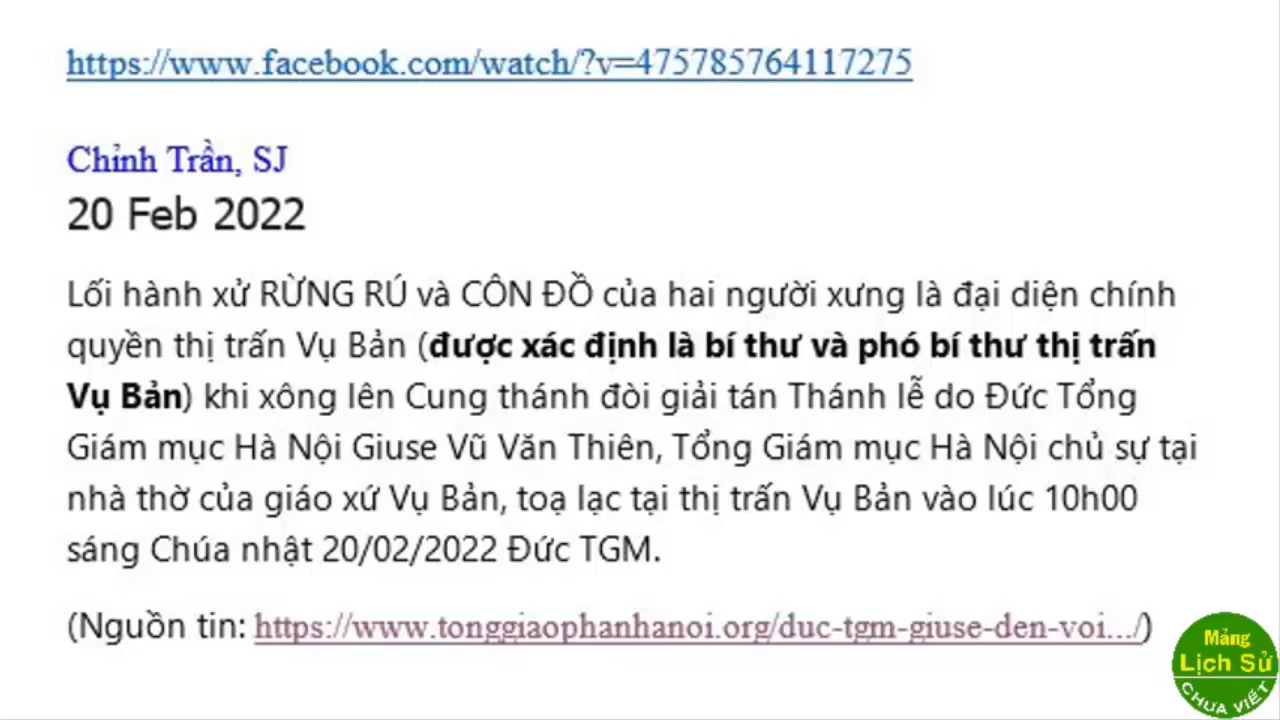 https://www.facebook.com/watch/?v=475785764117275
Chỉnh Trần, SJ
20 Feb 2022
Lối hành xử RỪNG RÚ và CÔN ĐỒ của hai người xưng là đại diện chính
quyền thị trấn Vụ Bản (được xác định là bí thư và phó bí thư thị trấn
Vụ Bản) khi xông lên Cung thánh đòi giải tán Thánh lễ do Đức Tổng
Giám mục Hà Nội Giuse Vũ Văn Thiên, Tổng Giám mục Hà Nội chủ sự tại
nhà thờ của giáo xứ Vụ Bản, toạ lạc tại thị trấn Vụ Bản vào lúc 10h00
sáng Chúa nhật 20/02/2022 Đức TGM.
(Nguồn tin: https://www.tonggiaophanhanoi.org/duc-tgm-giuse-den-voi.../)
Mảng
Lịch Sử
CHƯA VIẾT